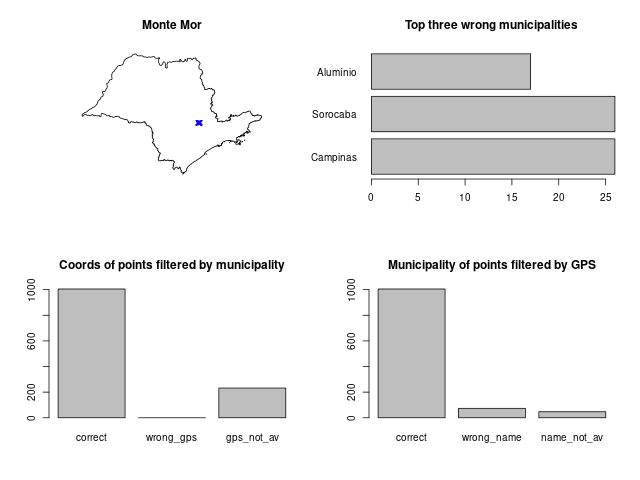 Monte Mor
Top three wrong municipalities
Alumínio
Sorocaba
Campinas
0 5 10 15 20 25
Coords of points filtered by municipality
1000
600
200
0
correct wrong_gps gps_not_av
Municipality of points filtered by GPS
1000
600
200
0
correct wrong_name name_not_av